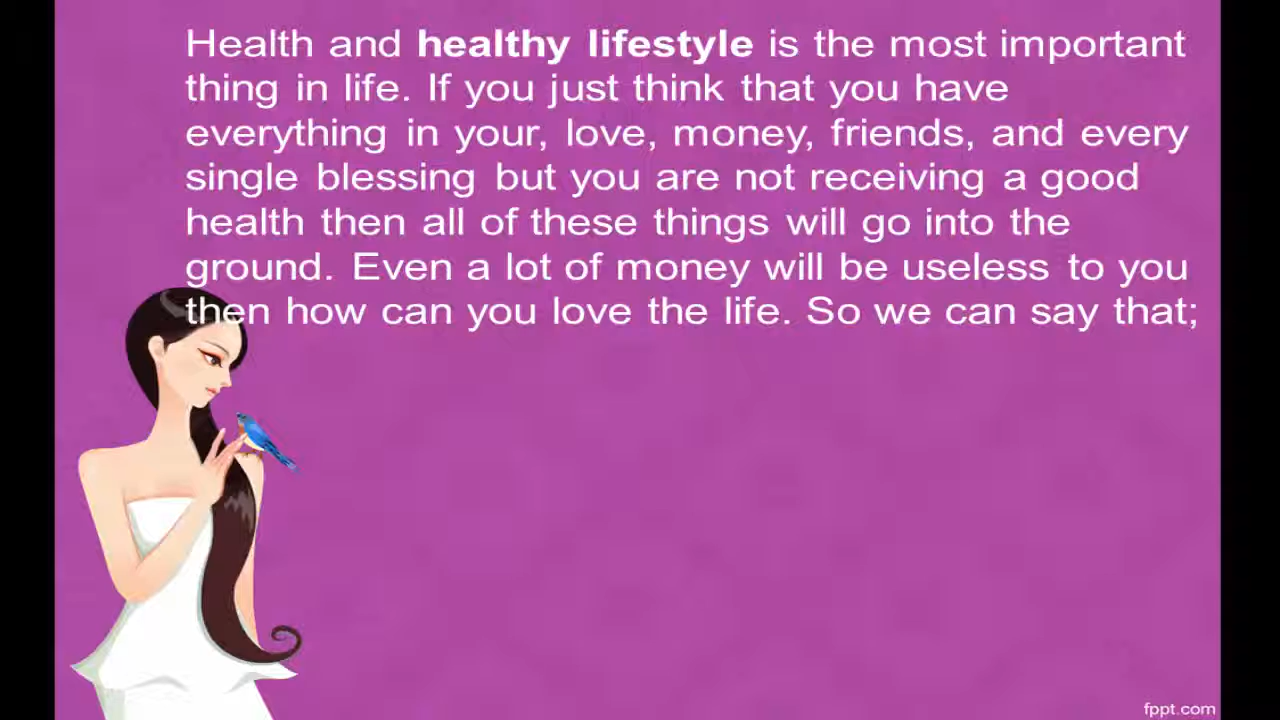 Health and healthy lifestyle is the most important
thing in life. If you just think that you have
everything in your, love, money, friends, and every
single blessing but you are not receiving a good
health then all of these things will go into the
ground. Even a lot of money will be useless to you
then how can you love the life. So we can say that;
fppt.com